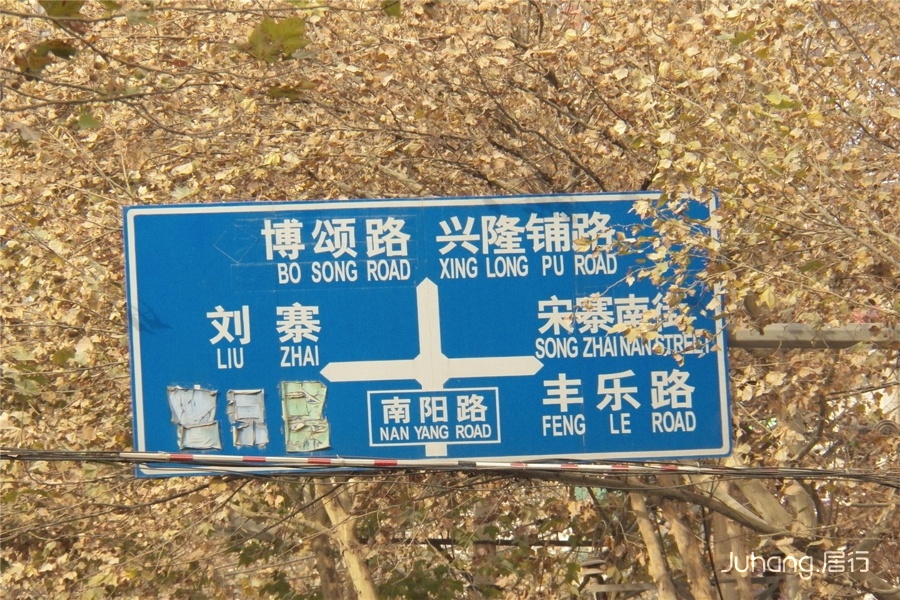 博颂路 兴隆铺路
BO SONG ROAD XING LONG PU ROAD
刘寨 宋寨南街
LIU ZHAI SONG ZHAI NAN STREET
丰乐路
FENG LE ROAD
南阳路
NAN YANG ROAD
Juhang.居行